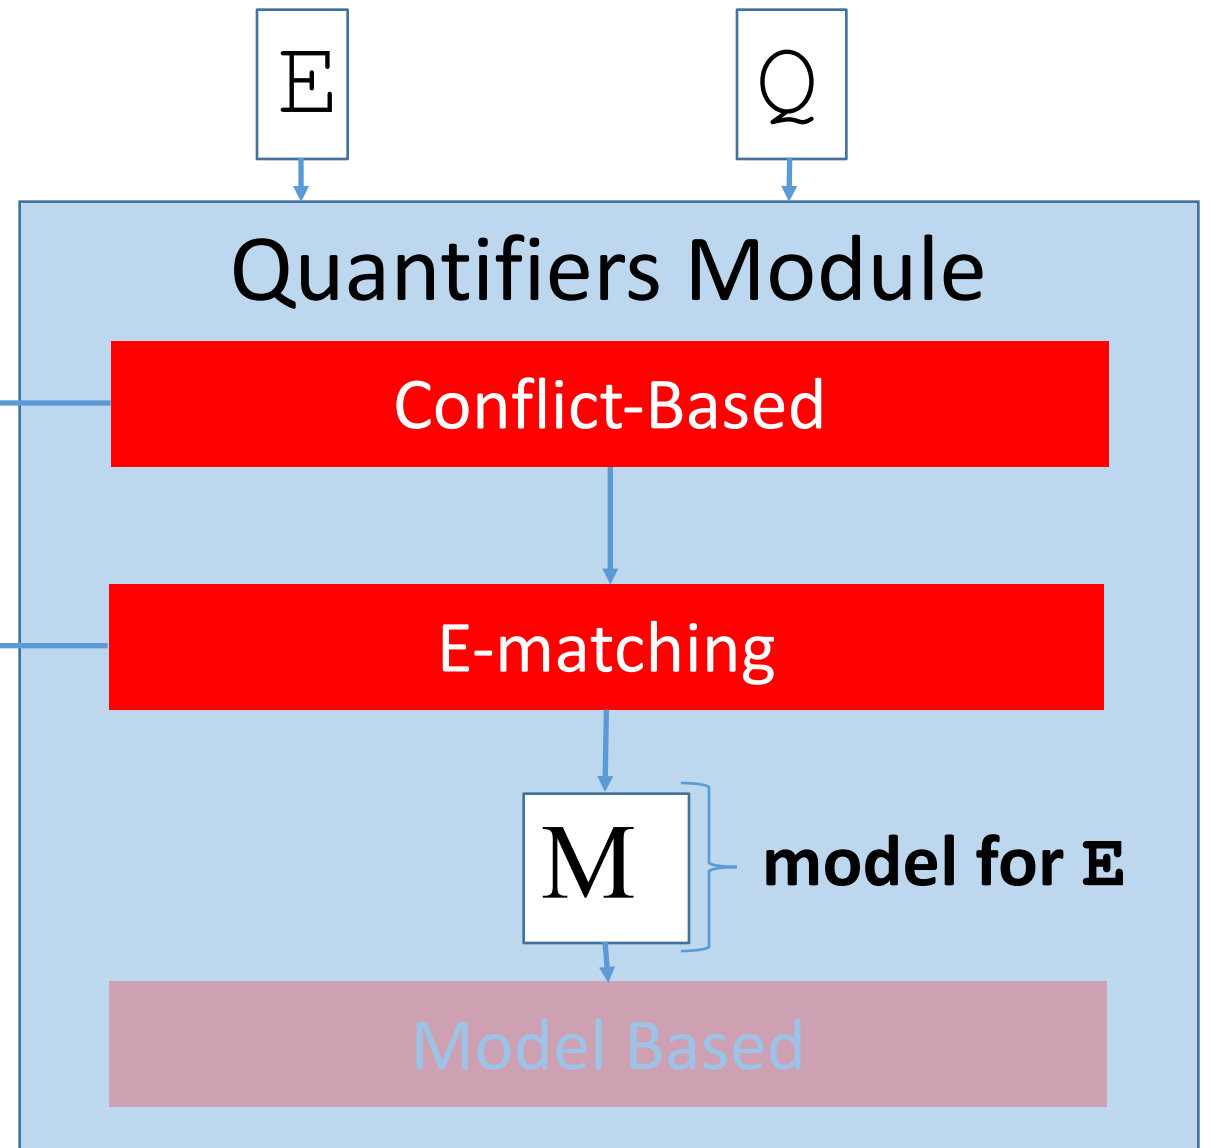 E
Q
Quantifiers Module
Conflict-Based
E-matching
M
model for E
Model Based